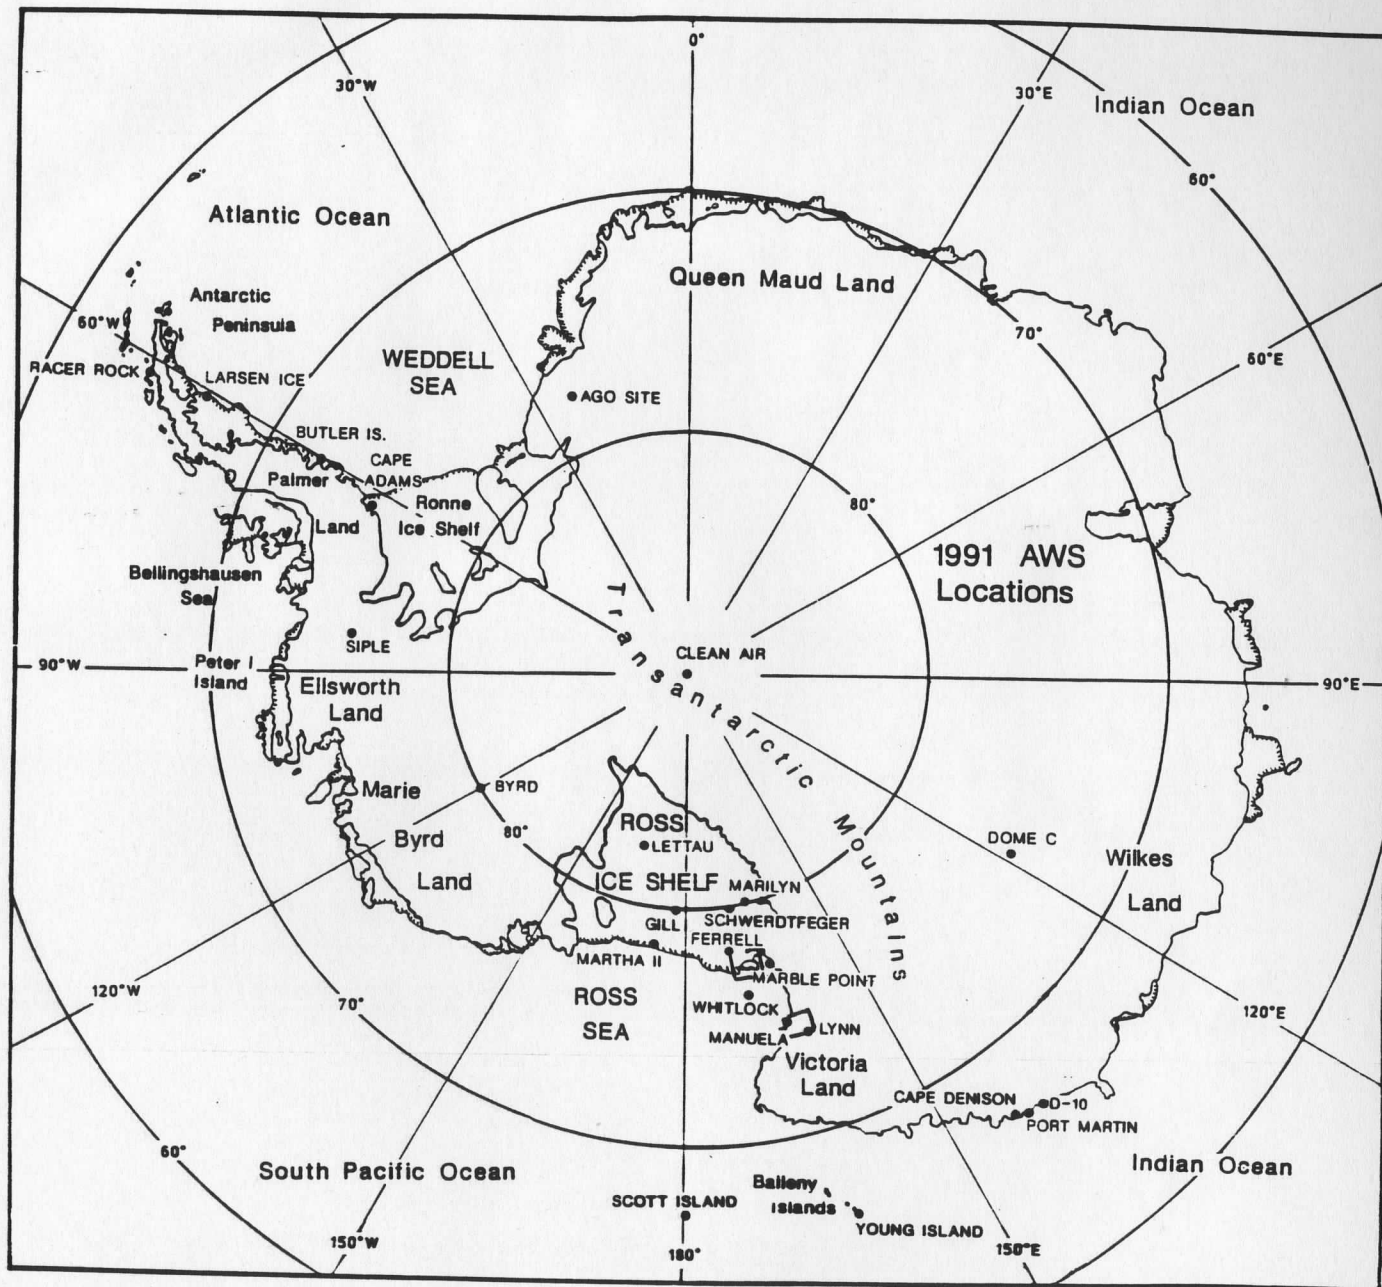 0°
30°W
30°E
Indian Ocean
60°
Atlantic Ocean
Queen Maud Land
Antarctic
Peninsula
60°W
70°
60°E
RACER ROCK
LARSEN ICE
WEDDELL
SEA
AGO SITE
BUTLER IS.
CAPE
ADAMS
Palmer
Land
Ronne
Ice Shelf
80°
1991 AWS
Locations
Bellingshausen
Sea
Transantarctic Mountains
SIPLE
CLEAN AIR
90°W
Peter I
Island
Ellsworth
Land
90°E
Marie
Byrd
Land
BYRD
80°
ROSS
LETTAU
ICE SHELF
MARILYN
DOME C
Wilkes
Land
GILL
SCHWERDTFEGER
FERRELL
MARTHA II
MARBLE POINT
120°W
70°
ROSS
SEA
WHITLOCK
MANUELA
LYNN
120°E
Victoria
Land
CAPE DENISON
D-10
PORT MARTIN
60°
South Pacific Ocean
Indian Ocean
SCOTT ISLAND
Balleny
Islands
YOUNG ISLAND
150°W
180°
150°E